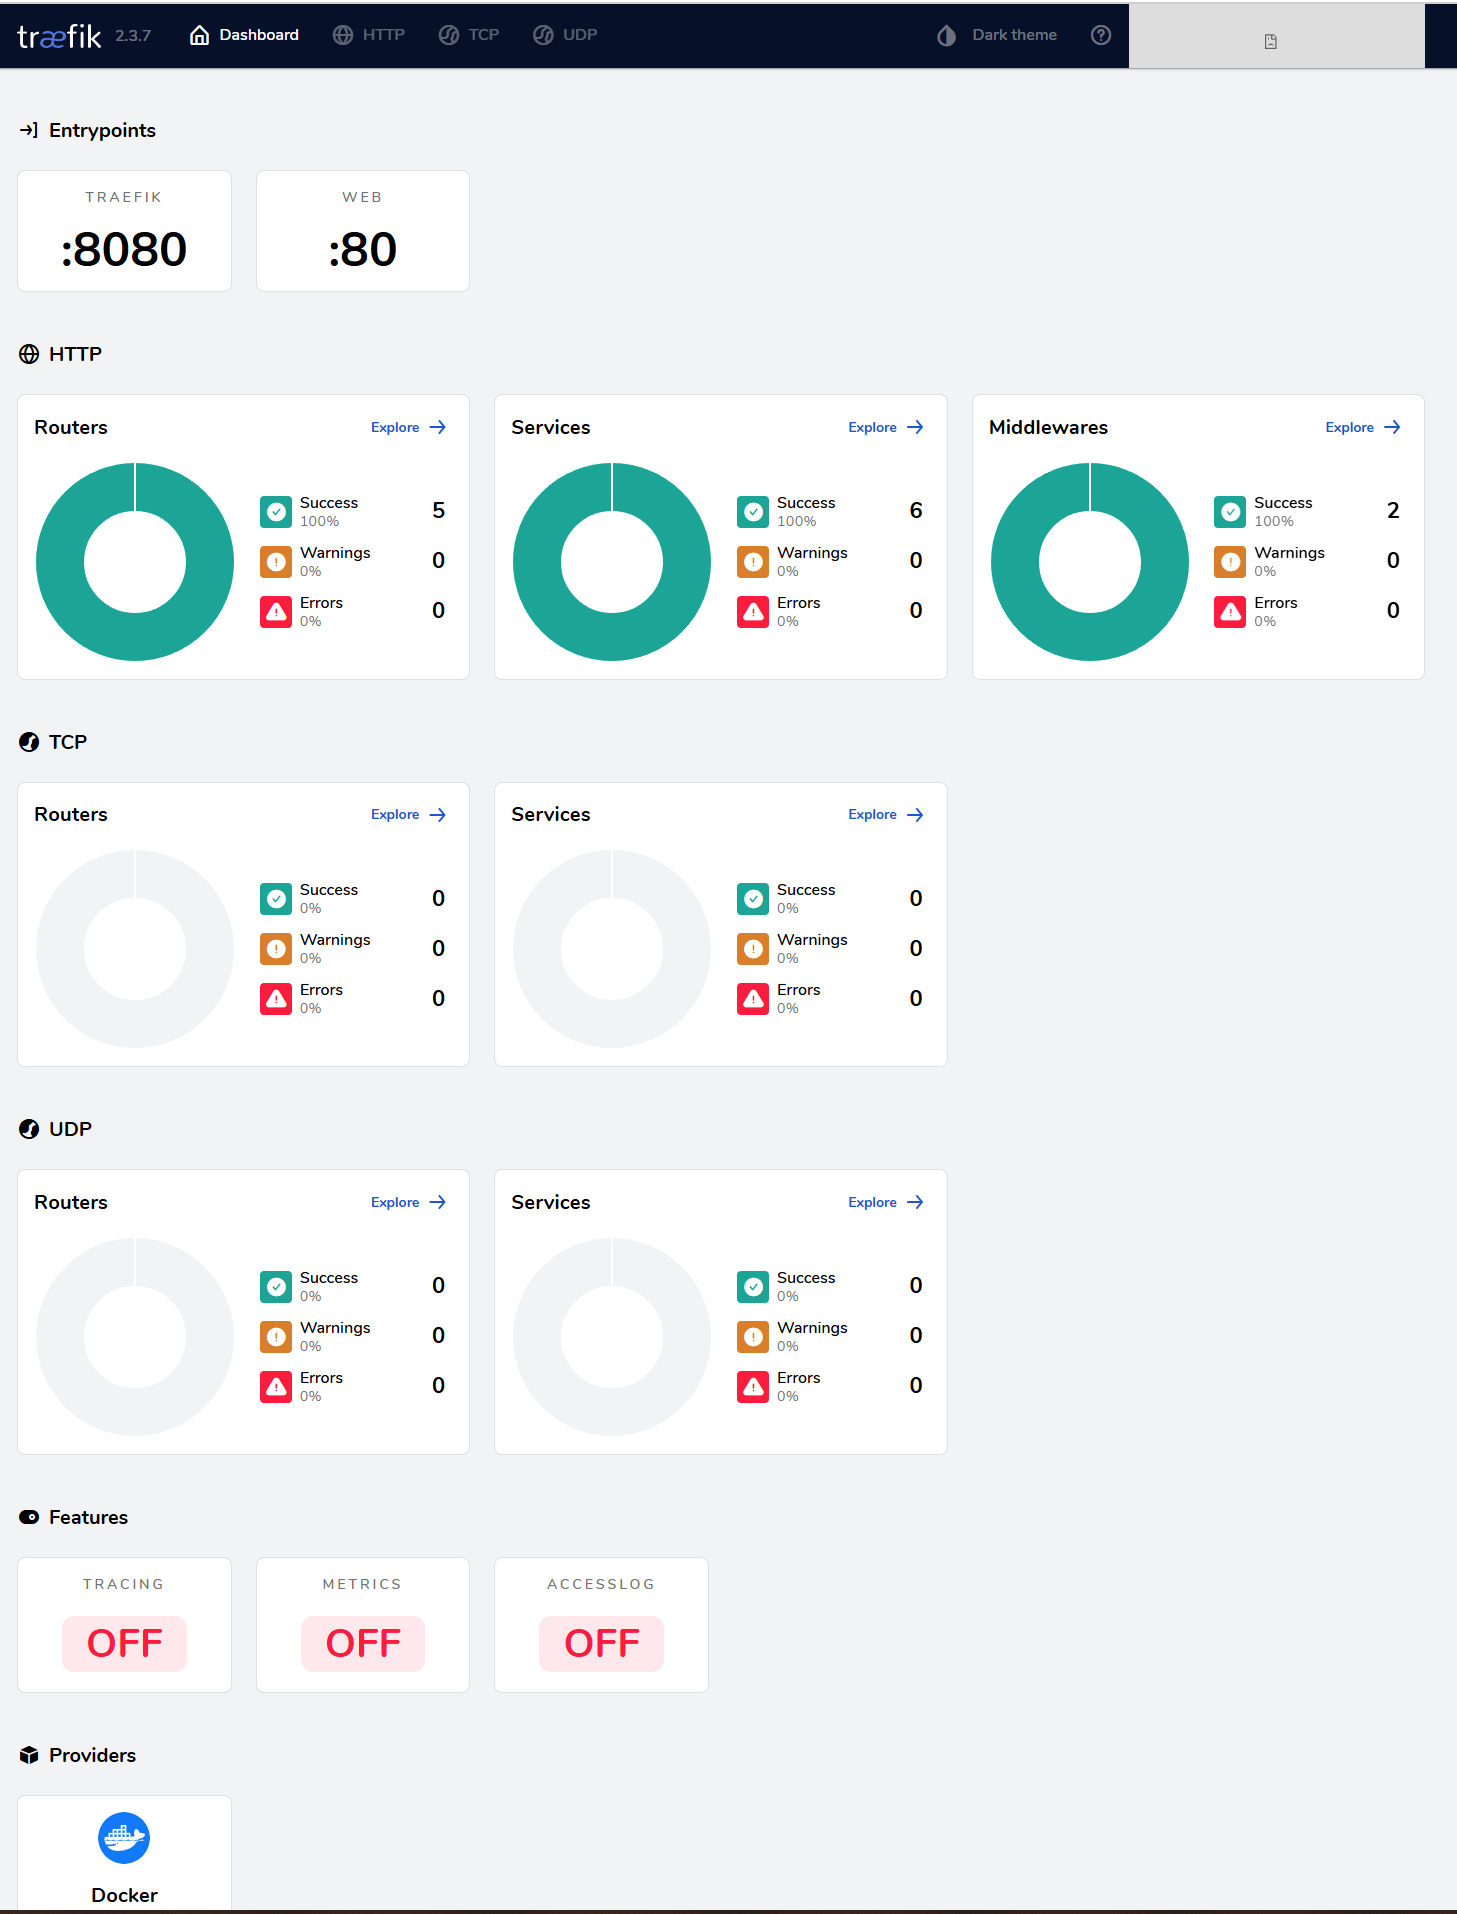 træfik 2.3.7 Dashboard HTTP TCP UDP Dark theme
Entrypoints
TRAEFIK
:8080
WEB
:80
HTTP
Routers Explore
Success 5
100%
Warnings 0
0%
Errors 0
0%
Services Explore
Success 6
100%
Warnings 0
0%
Errors 0
0%
Middlewares Explore
Success 2
100%
Warnings 0
0%
Errors 0
0%
TCP
Routers Explore
Success 0
0%
Warnings 0
0%
Errors 0
0%
Services Explore
Success 0
0%
Warnings 0
0%
Errors 0
0%
UDP
Routers Explore
Success 0
0%
Warnings 0
0%
Errors 0
0%
Services Explore
Success 0
0%
Warnings 0
0%
Errors 0
0%
Features
TRACING
OFF
METRICS
OFF
ACCESSLOG
OFF
Providers
Docker